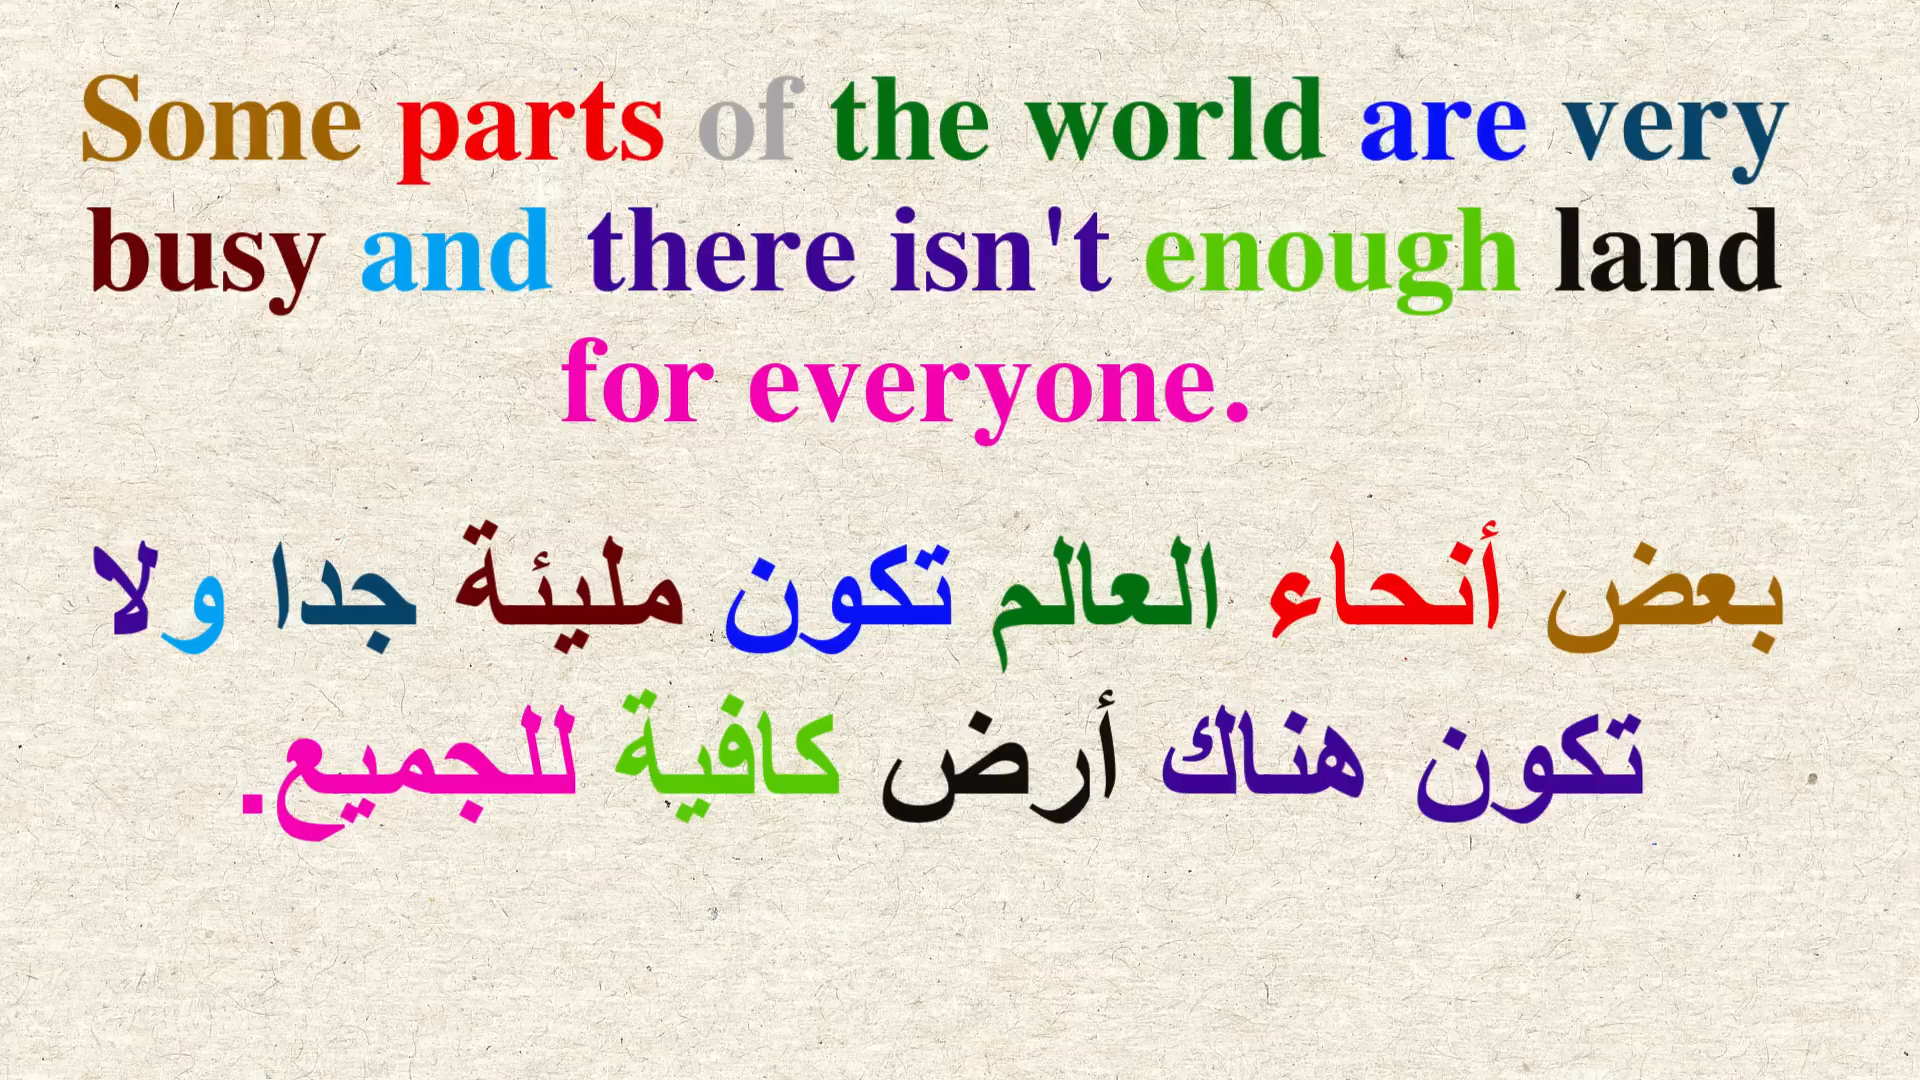 Some parts of the world are very
busy and there isn't enough land
for everyone.
بعض أنحاء العالم تكون مليئة جدا ولا
تكون هناك أرض كافية للجميع.